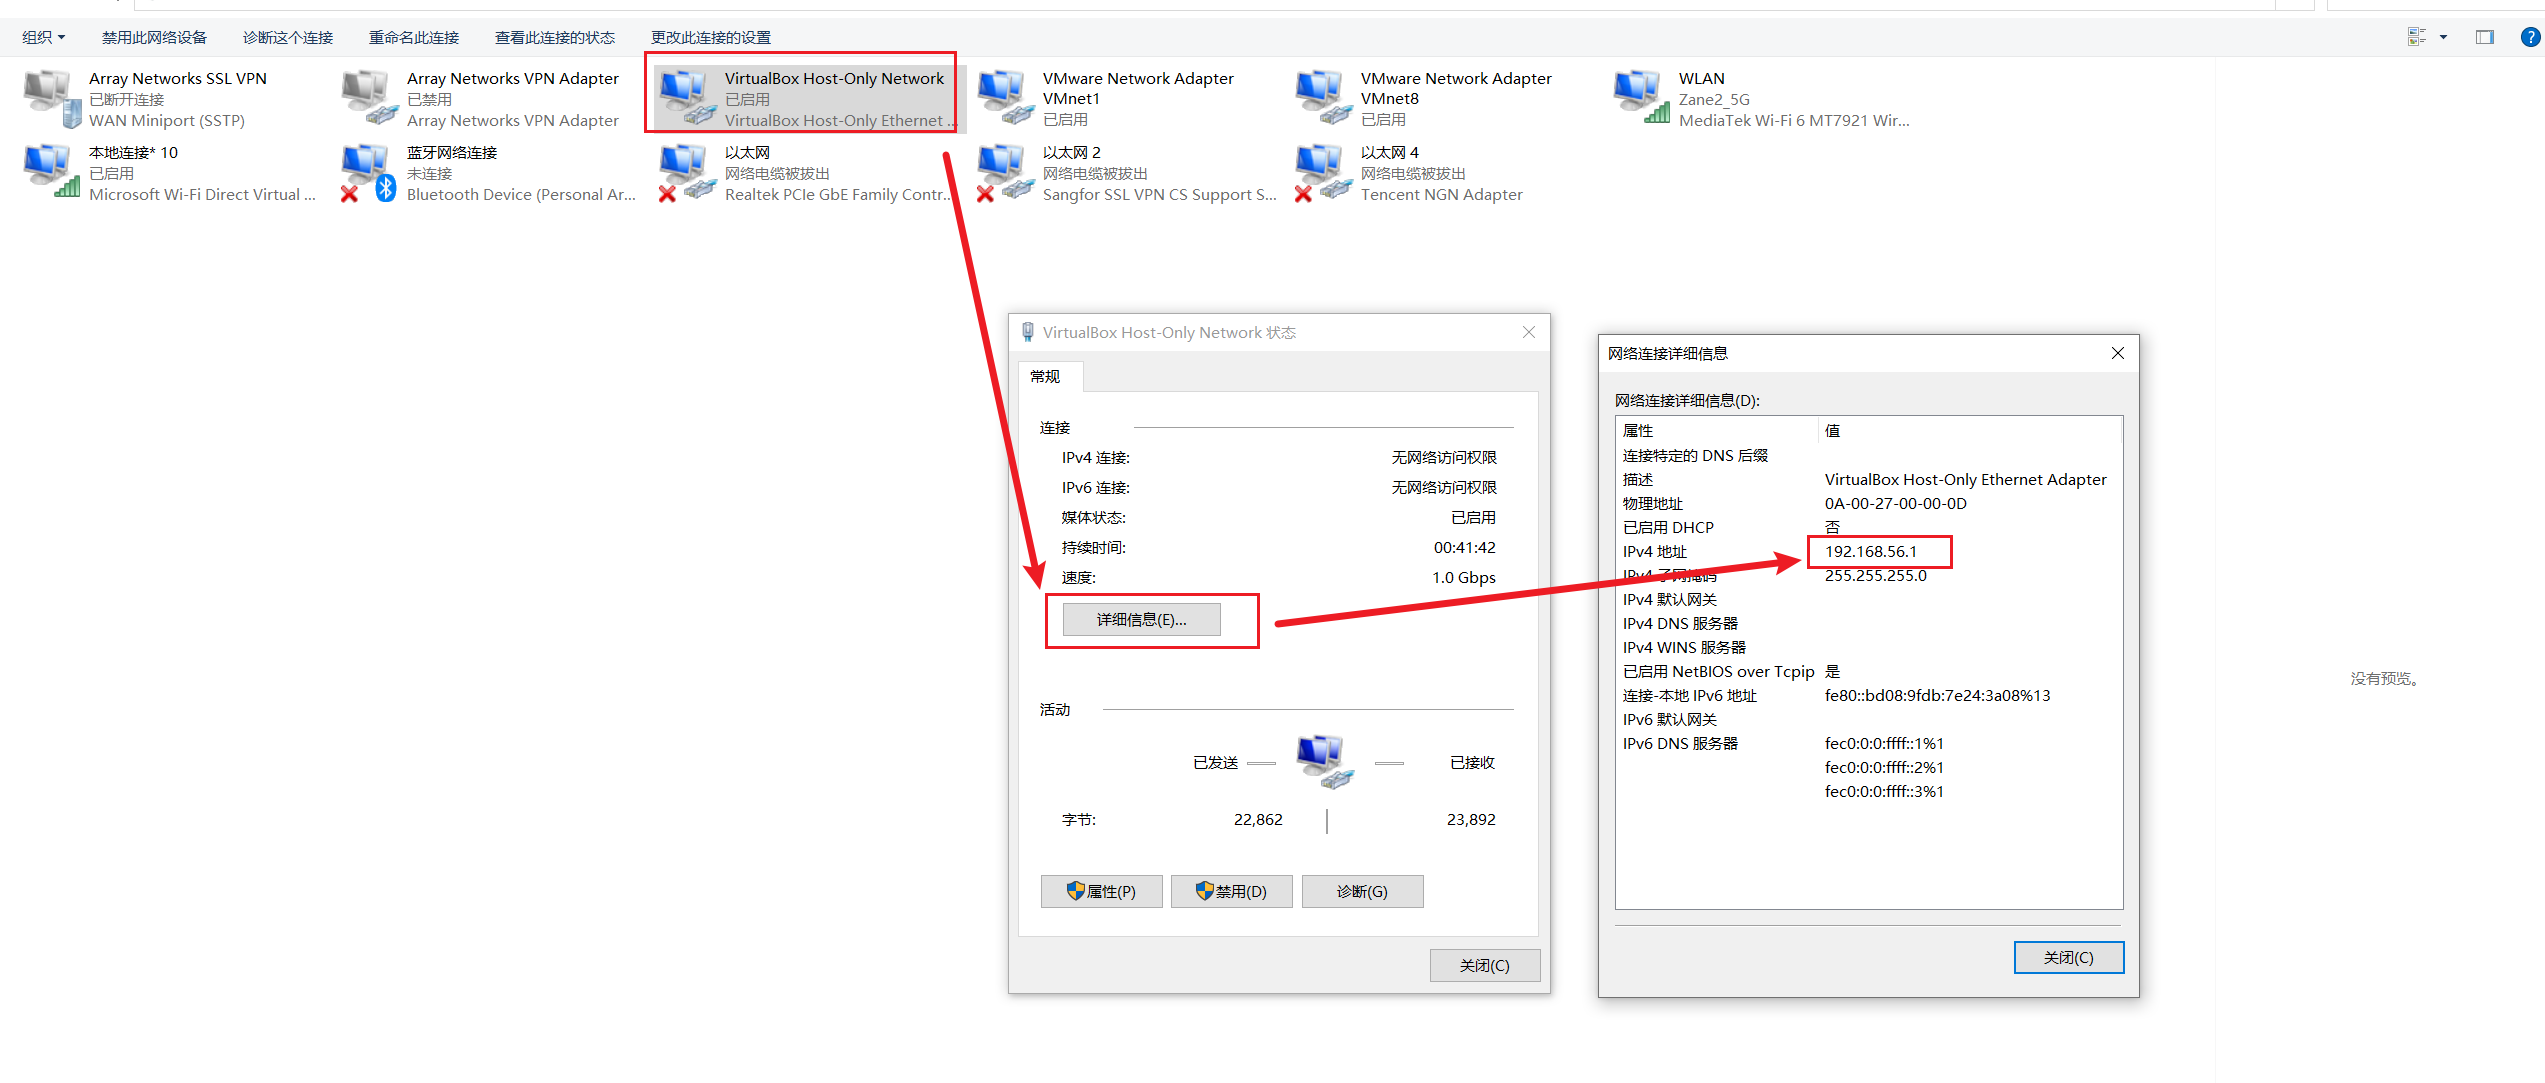 组织 禁用此网络设备 诊断这个连接 重命名此连接 查看此连接的状态 更改此连接的设置
Array Networks SSL VPN
已断开连接
WAN Miniport (SSTP)
Array Networks VPN Adapter
已禁用
Array Networks VPN Adapter
VirtualBox Host-Only Network
已启用
VirtualBox Host-Only Ethernet ...
VMware Network Adapter
VMnet1
已启用
VMware Network Adapter
VMnet8
已启用
WLAN
Zane2_5G
MediaTek Wi-Fi 6 MT7921 Wir...
本地连接* 10
已启用
Microsoft Wi-Fi Direct Virtual ...
蓝牙网络连接
未连接
Bluetooth Device (Personal Ar...
以太网
网络电缆被拔出
Realtek PCIe GbE Family Contr...
以太网 2
网络电缆被拔出
Sangfor SSL VPN CS Support S...
以太网 4
网络电缆被拔出
Tencent NGN Adapter
VirtualBox Host-Only Network 状态
常规
连接
IPv4 连接: 无网络访问权限
IPv6 连接: 无网络访问权限
媒体状态: 已启用
持续时间: 00:41:42
速度: 1.0 Gbps
详细信息(E)...
活动
已发送 已接收
字节: 22,862 23,892
属性(P) 禁用(D) 诊断(G)
关闭(C)
网络连接详细信息
网络连接详细信息(D):
属性 值
连接特定的 DNS 后缀
描述 VirtualBox Host-Only Ethernet Adapter
物理地址 0A-00-27-00-00-0D
已启用 DHCP 否
IPv4 地址 192.168.56.1
IPv4 子网掩码 255.255.255.0
IPv4 默认网关
IPv4 DNS 服务器
IPv4 WINS 服务器
已启用 NetBIOS over Tcpip 是
连接-本地 IPv6 地址 fe80::bd08:9fdb:7e24:3a08%13
IPv6 默认网关
IPv6 DNS 服务器 fec0:0:0:ffff::1%1
fec0:0:0:ffff::2%1
fec0:0:0:ffff::3%1
关闭(C)
没有预览。